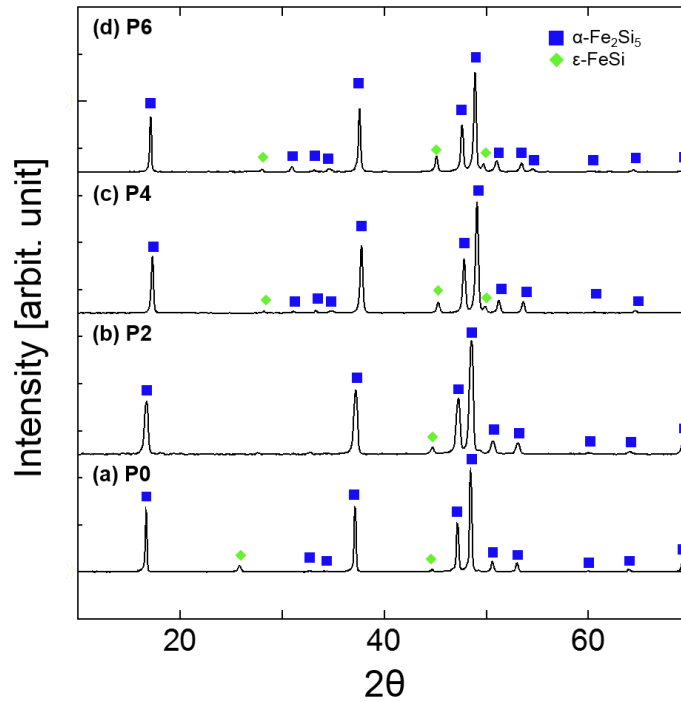 (d) P6
α-Fe₂Si₅
ε-FeSi
(c) P4
(b) P2
(a) P0
Intensity [arbit. unit]
20
40
60
2θ